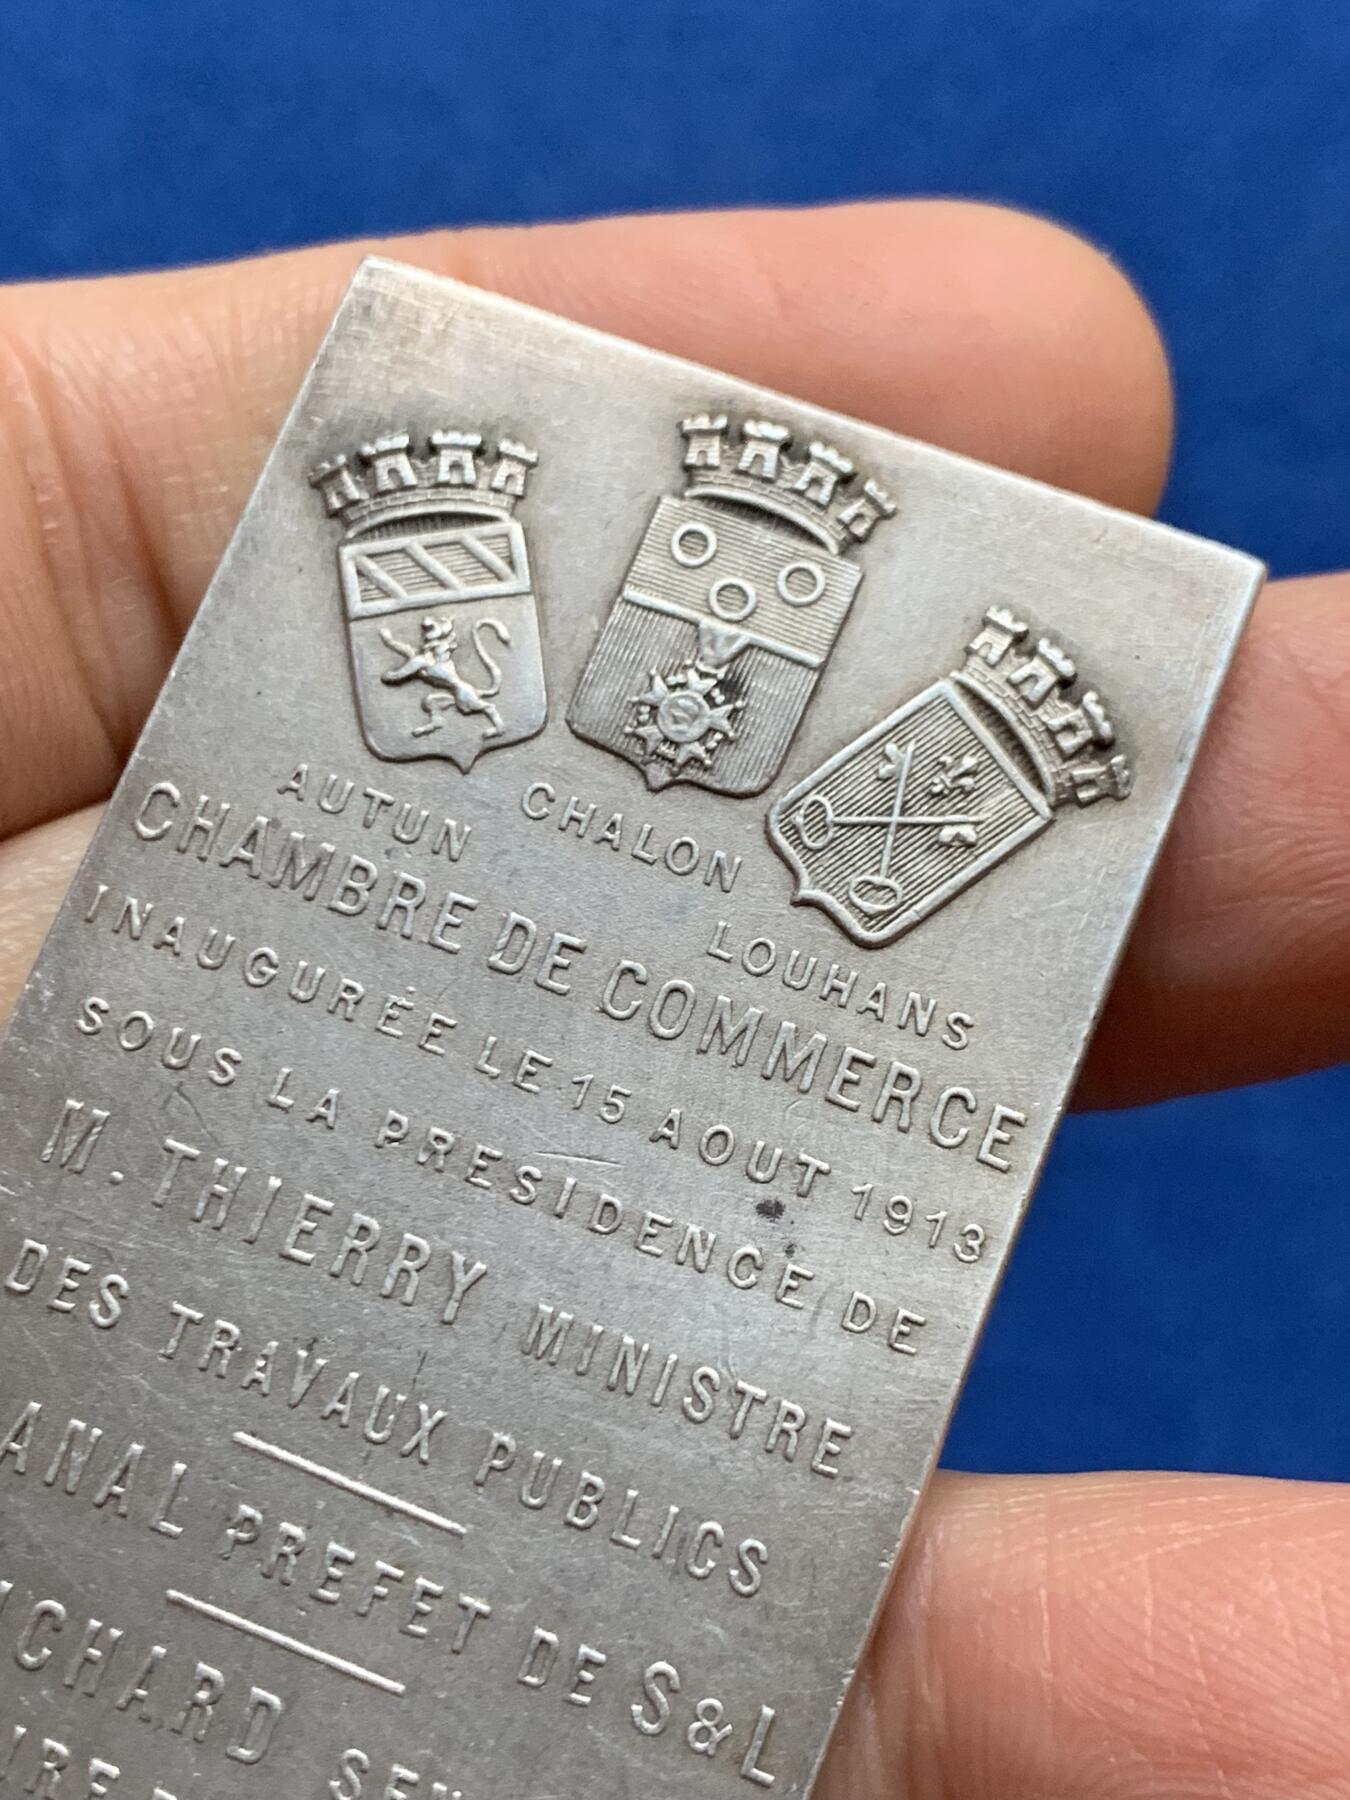 AUTUN
CHALON
LOUHANS
CHAMBRE DE COMMERCE
INAUGURÉE LE 15 AOUT 1913
SOUS LA PRESIDENCE DE
M. THIERRY MINISTRE
DES TRAVAUX PUBLICS
ANAL PREFET DE S&L
CHARD